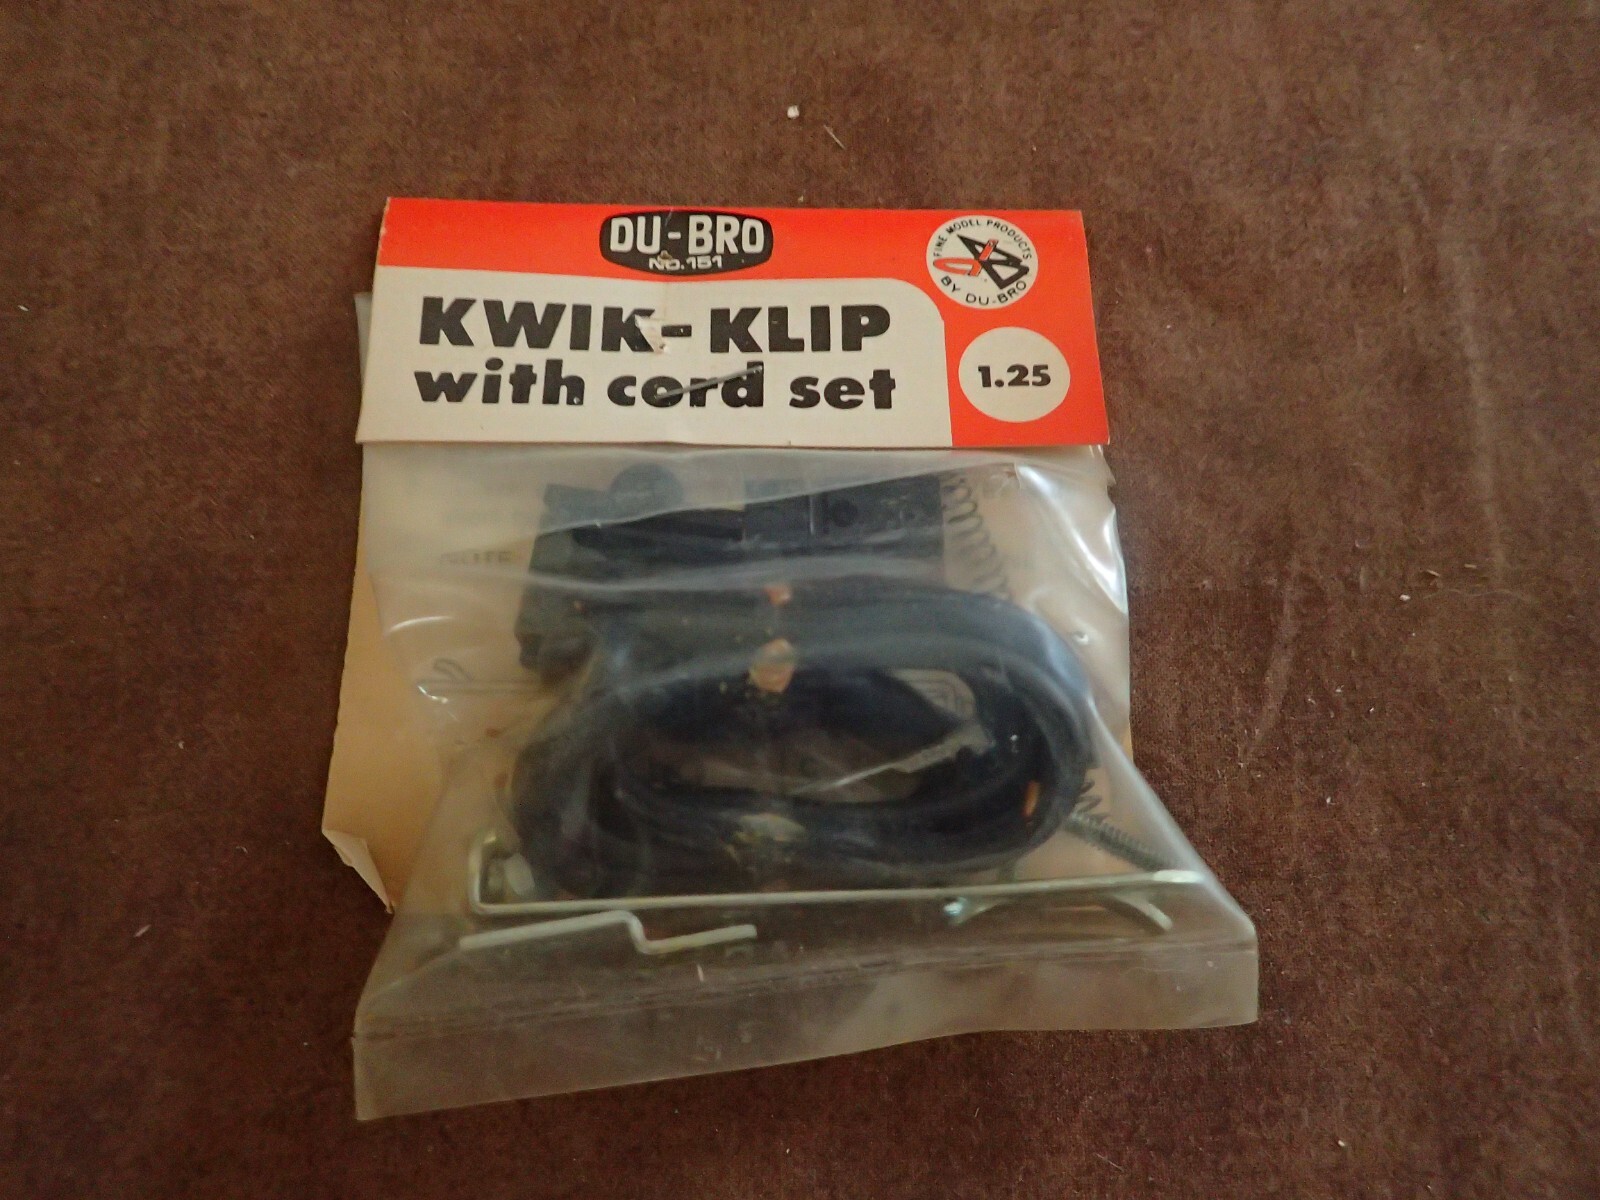 DU-BRO
No.151
FINE MODEL PRODUCTS
BY DU-BRO
KWIK-KLIP
with cord set
1.25